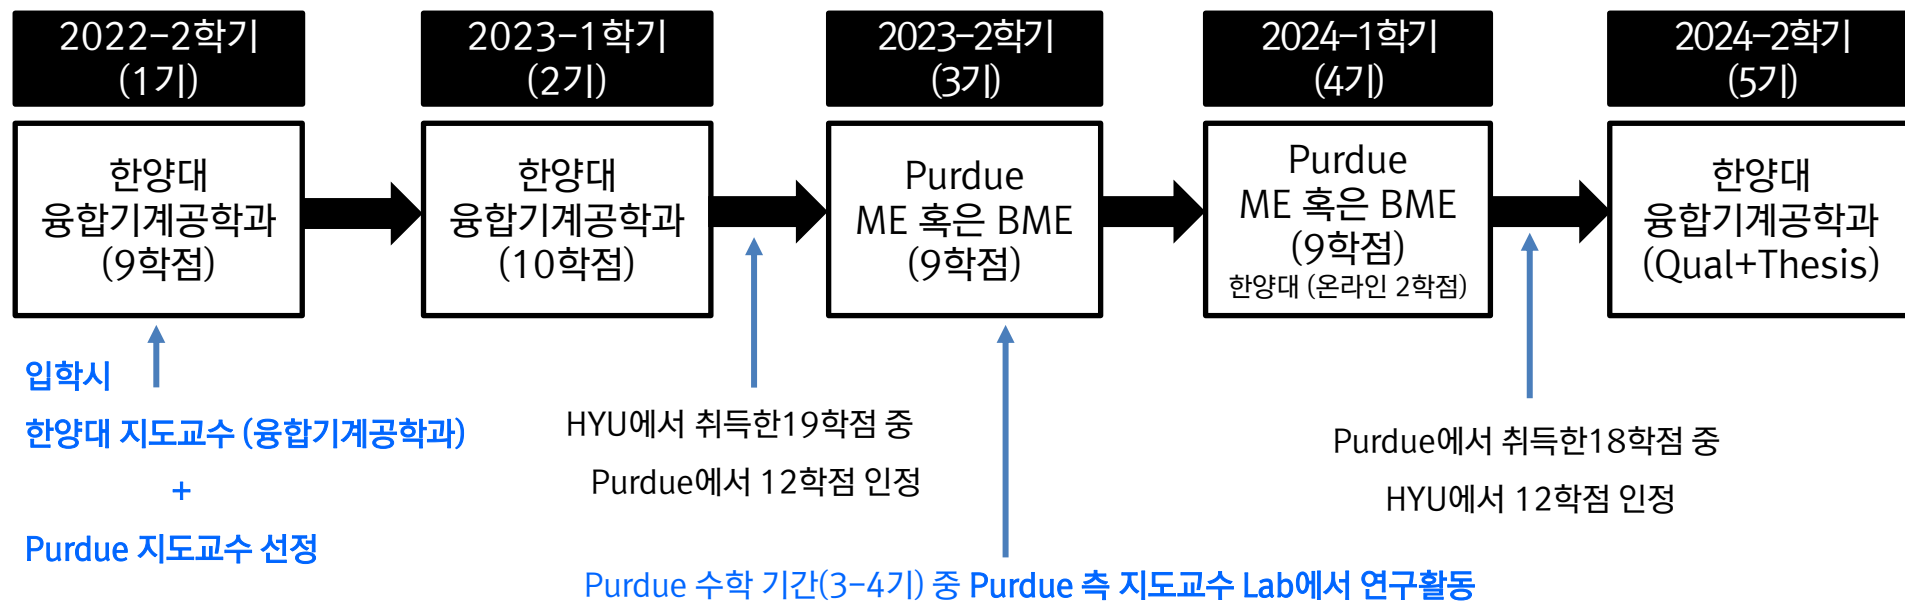 2022-2학기
(1기)
2023-1학기
(2기)
2023-2학기
(3기)
2024-1학기
(4기)
2024-2학기
(5기)
한양대
융합기계공학과
(9학점)
한양대
융합기계공학과
(10학점)
Purdue
ME 혹은 BME
(9학점)
Purdue
ME 혹은 BME
(9학점)
한양대 (온라인 2학점)
한양대
융합기계공학과
(Qual+Thesis)
입학시
한양대 지도교수 (융합기계공학과)
+
Purdue 지도교수 선정
HYU에서 취득한19학점 중
Purdue에서 12학점 인정
Purdue에서 취득한18학점 중
HYU에서 12학점 인정
Purdue 수학 기간(3-4기) 중 Purdue 측 지도교수 Lab에서 연구활동